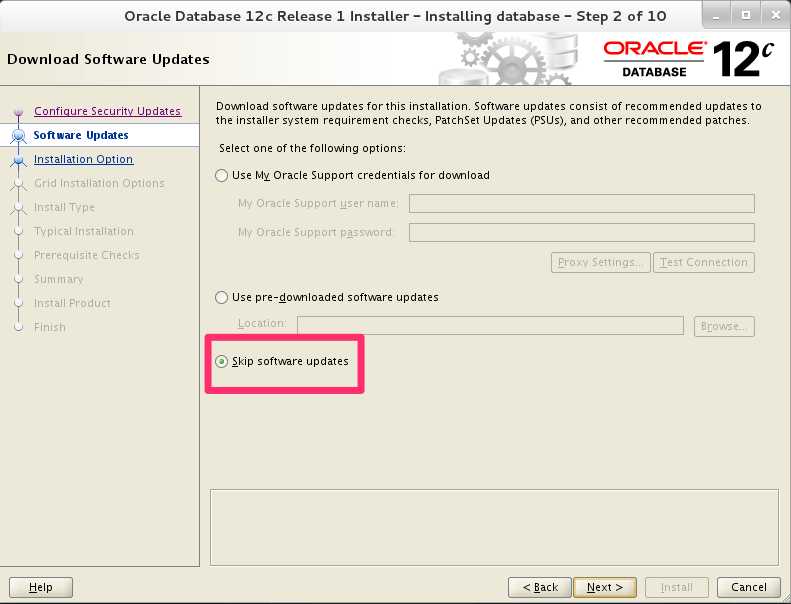 Oracle Database 12c Release 1 Installer – Installing database – Step 2 of 10
Download Software Updates
ORACLE®
DATABASE
12c
Configure Security Updates
Software Updates
Installation Option
Grid Installation Options
Install Type
Typical Installation
Prerequisite Checks
Summary
Install Product
Finish
Download software updates for this installation. Software updates consist of recommended updates to
the installer system requirement checks, PatchSet Updates (PSUs), and other recommended patches.
Select one of the following options:
Use My Oracle Support credentials for download
My Oracle Support user name:
My Oracle Support password:
Proxy Settings... Test Connection
Use pre-downloaded software updates
Location: Browse...
Skip software updates
Help < Back Next > Install Cancel